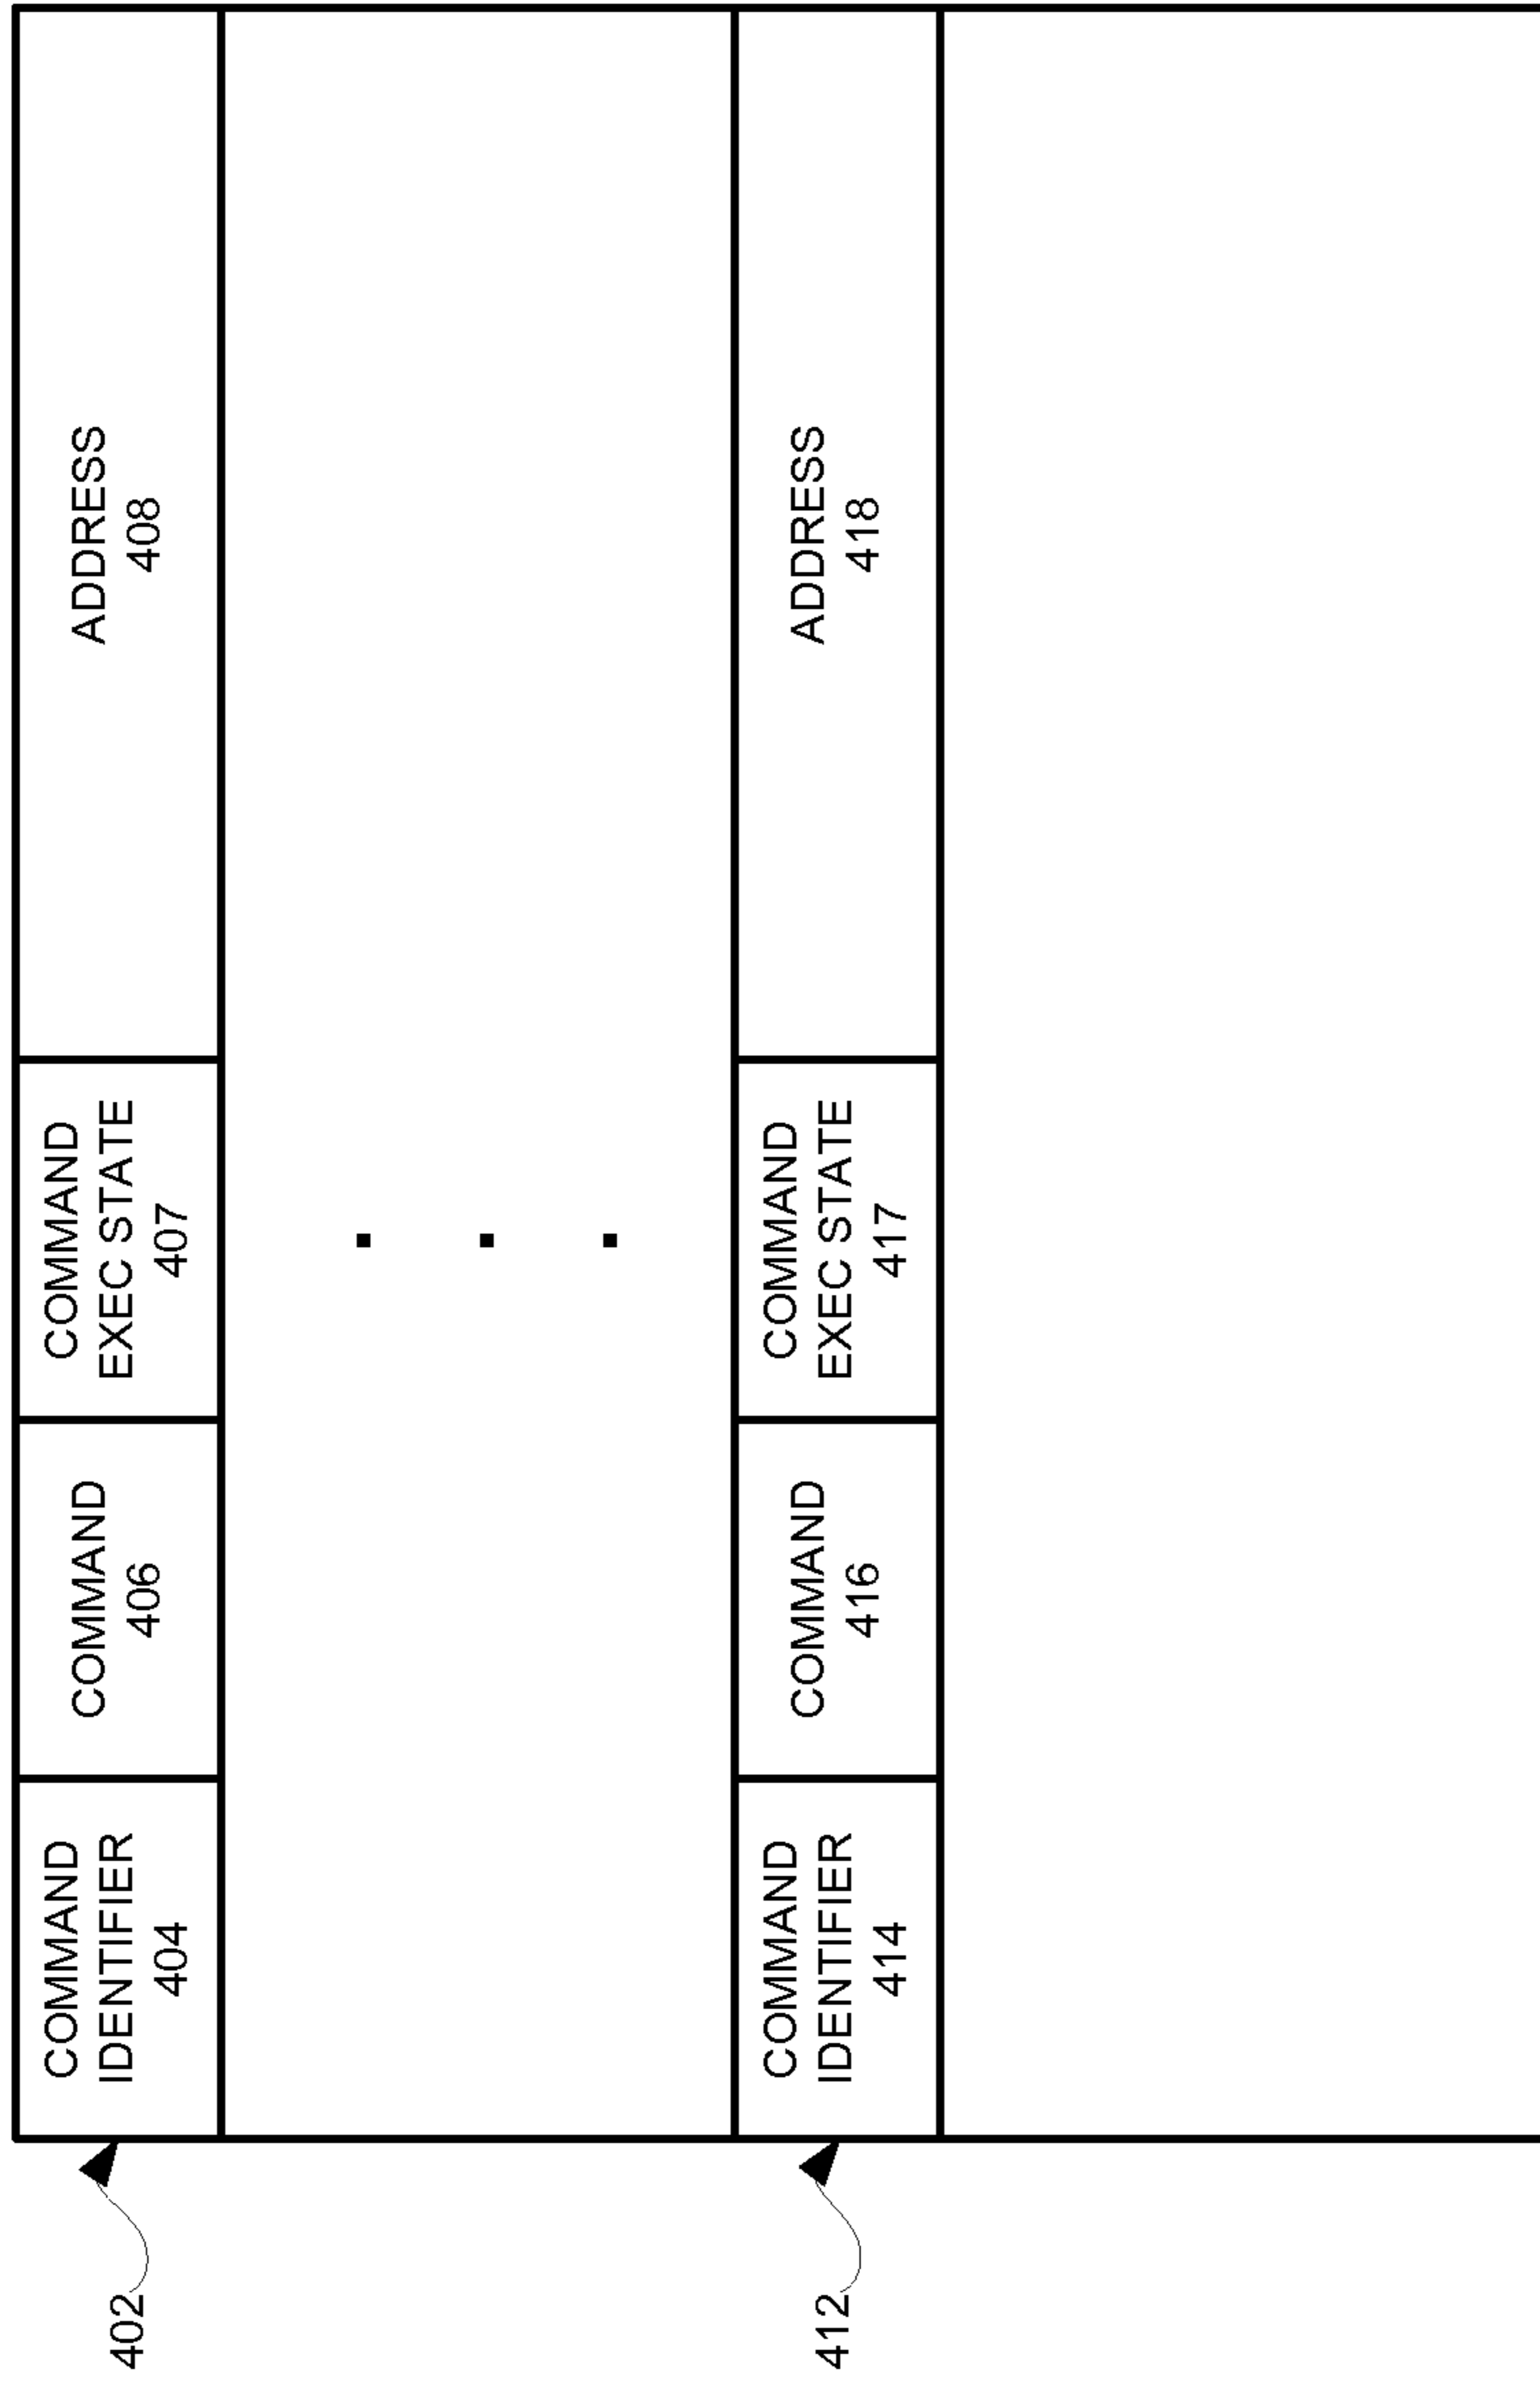 402
COMMAND
IDENTIFIER
404
COMMAND
406
COMMAND
EXEC STATE
407
ADDRESS
408
412
COMMAND
IDENTIFIER
414
COMMAND
416
COMMAND
EXEC STATE
417
ADDRESS
418